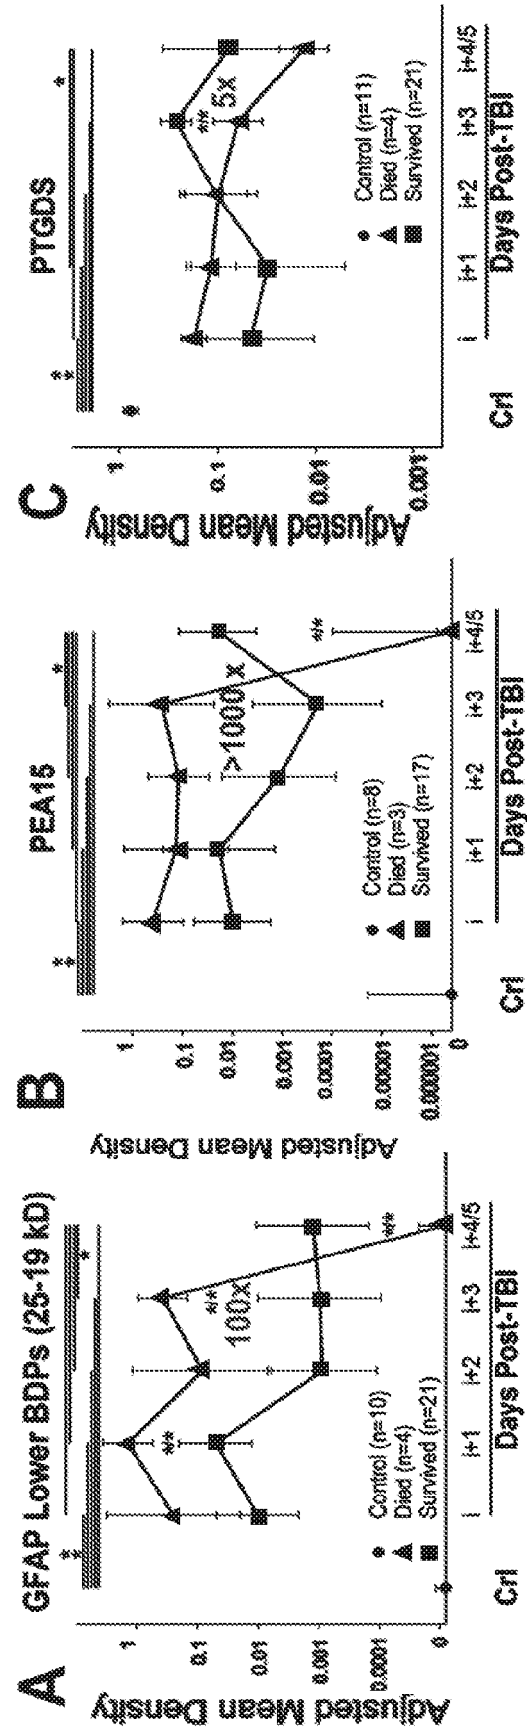 A
GFAP Lower BDPs (25-19 kD)
**
*
Adjusted Mean Density
1
0.1
0.01
0.001
0.0001
0
*/*
*/*
100x
*/*
Control (n=10)
Died (n=4)
Survived (n=21)
Crl
i
i+1
i+2
i+3
i+4/5
Days Post-TBI
B
PEA15
**
*
Adjusted Mean Density
1
0.1
0.01
0.001
0.0001
0.00001
0.000001
0
>1000 x
*/*
Control (n=8)
Died (n=3)
Survived (n=17)
Crl
i
i+1
i+2
i+3
i+4/5
Days Post-TBI
C
PTGDS
**
*
Adjusted Mean Density
1
0.1
0.01
0.001
*/*
5x
Control (n=11)
Died (n=4)
Survived (n=21)
Crl
i
i+1
i+2
i+3
i+4/5
Days Post-TBI